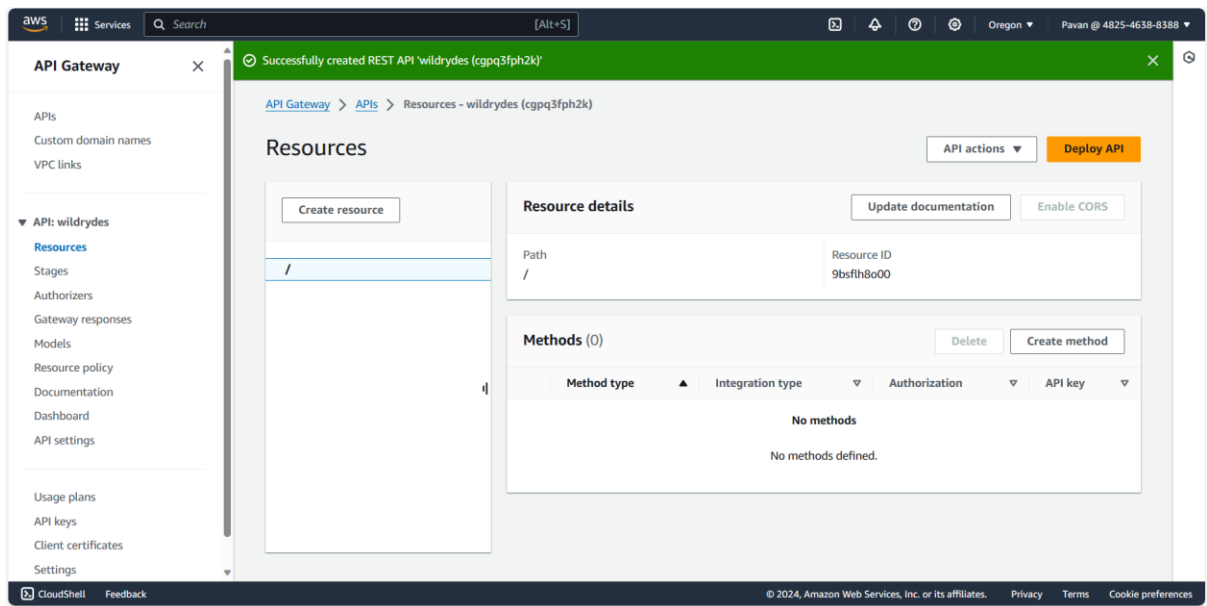 aws Services Search [Alt+S] Oregon ▼ Pavan @ 4825-4638-8388 ▼
API Gateway
APIs
Custom domain names
VPC links
▼ API: wildrydes
Resources
Stages
Authorizers
Gateway responses
Models
Resource policy
Documentation
Dashboard
API settings
Usage plans
API keys
Client certificates
Settings
Successfully created REST API 'wildrydes (cgpq3fph2k)'
API Gateway > APIs > Resources - wildrydes (cgpq3fph2k)
Resources
API actions ▼ Deploy API
Create resource
/
Resource details
Update documentation Enable CORS
Path Resource ID
/ 9bsflh8o00
Methods (0)
Delete Create method
Method type ▲ Integration type ▽ Authorization ▽ API key ▽
No methods
No methods defined.
CloudShell Feedback © 2024, Amazon Web Services, Inc. or its affiliates. Privacy Terms Cookie preferences